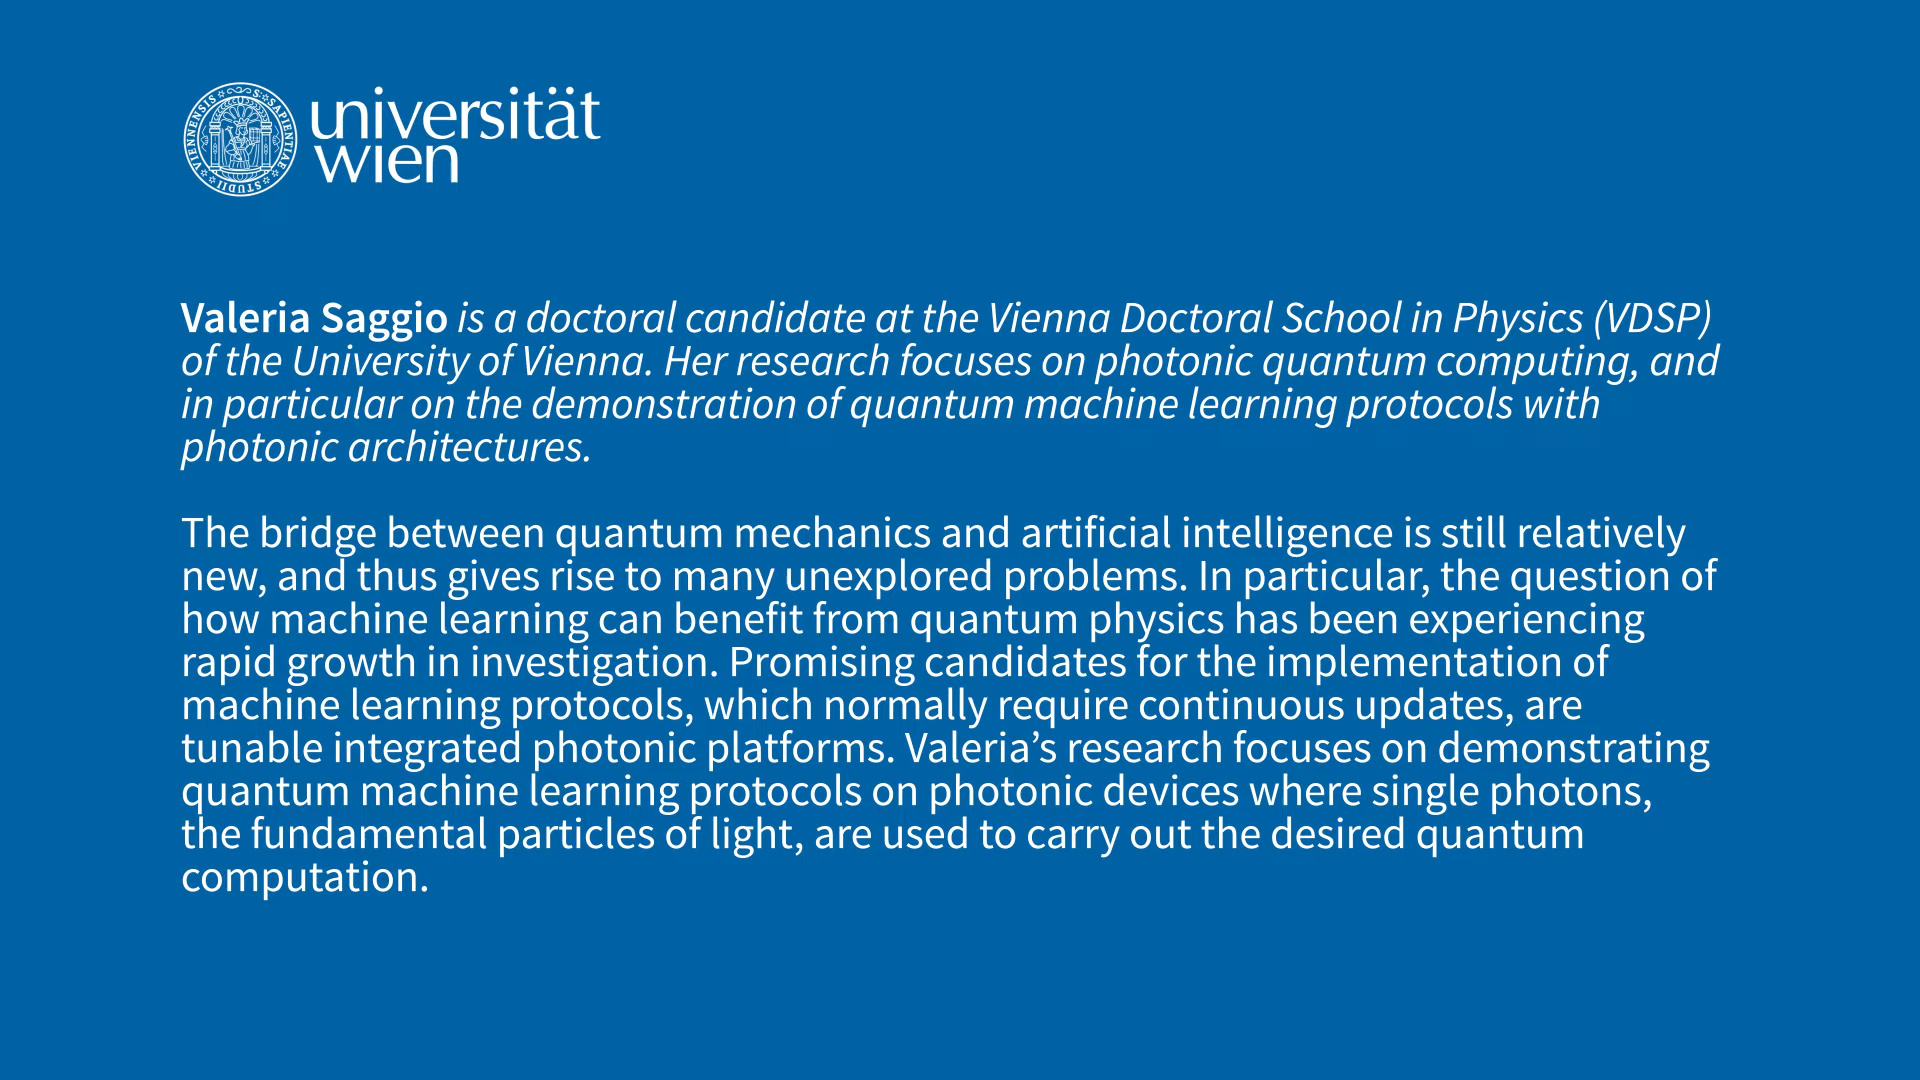 universität
wien
VIENNENSIS S·SAPIENTIAE STUDII
Valeria Saggio is a doctoral candidate at the Vienna Doctoral School in Physics (VDSP)
of the University of Vienna. Her research focuses on photonic quantum computing, and
in particular on the demonstration of quantum machine learning protocols with
photonic architectures.
The bridge between quantum mechanics and artificial intelligence is still relatively
new, and thus gives rise to many unexplored problems. In particular, the question of
how machine learning can benefit from quantum physics has been experiencing
rapid growth in investigation. Promising candidates for the implementation of
machine learning protocols, which normally require continuous updates, are
tunable integrated photonic platforms. Valeria’s research focuses on demonstrating
quantum machine learning protocols on photonic devices where single photons,
the fundamental particles of light, are used to carry out the desired quantum
computation.